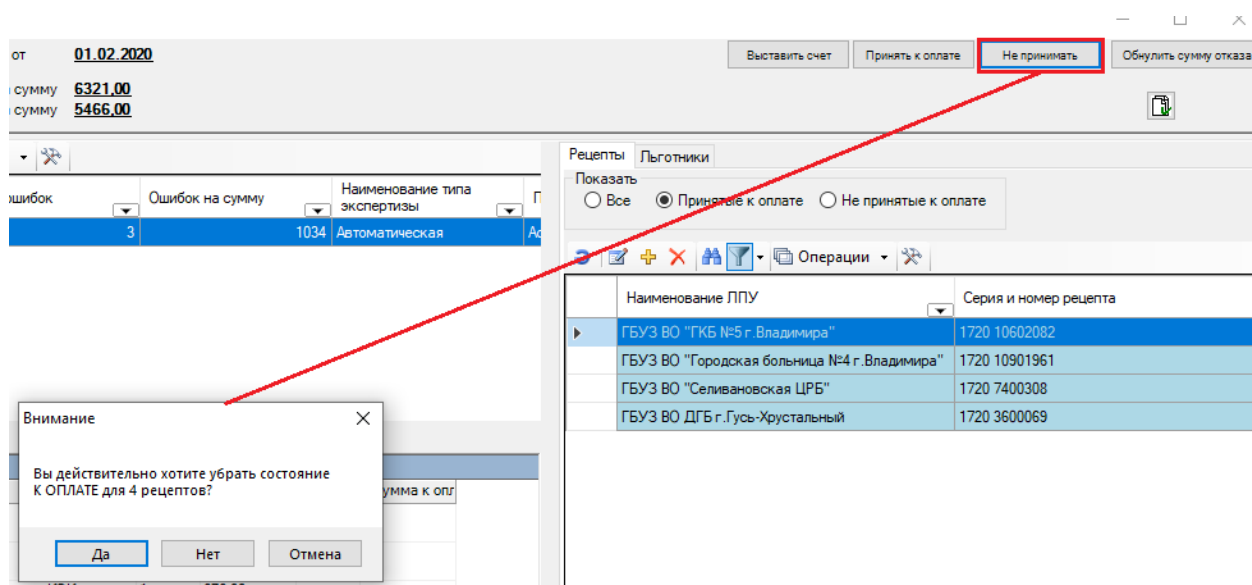 от 01.02.2020
Выставить счет Принять к оплате Не принимать Обнулить сумму отказа
сумму 6321,00
сумму 5466,00
Рецепты Льготники
Показать
Все Принятые к оплате Не принятые к оплате
Операции
Ошибок на сумму Наименование типа экспертизы
3 1034 Автоматическая
Наименование ЛПУ Серия и номер рецепта
ГБУЗ ВО "ГКБ №5 г.Владимира" 1720 10602082
ГБУЗ ВО "Городская больница №4 г.Владимира" 1720 10901961
ГБУЗ ВО "Селивановская ЦРБ" 1720 7400308
ГБУЗ ВО ДГБ г.Гусь-Хрустальный 1720 3600069
Внимание
Вы действительно хотите убрать состояние
К ОПЛАТЕ для 4 рецептов?
Да Нет Отмена